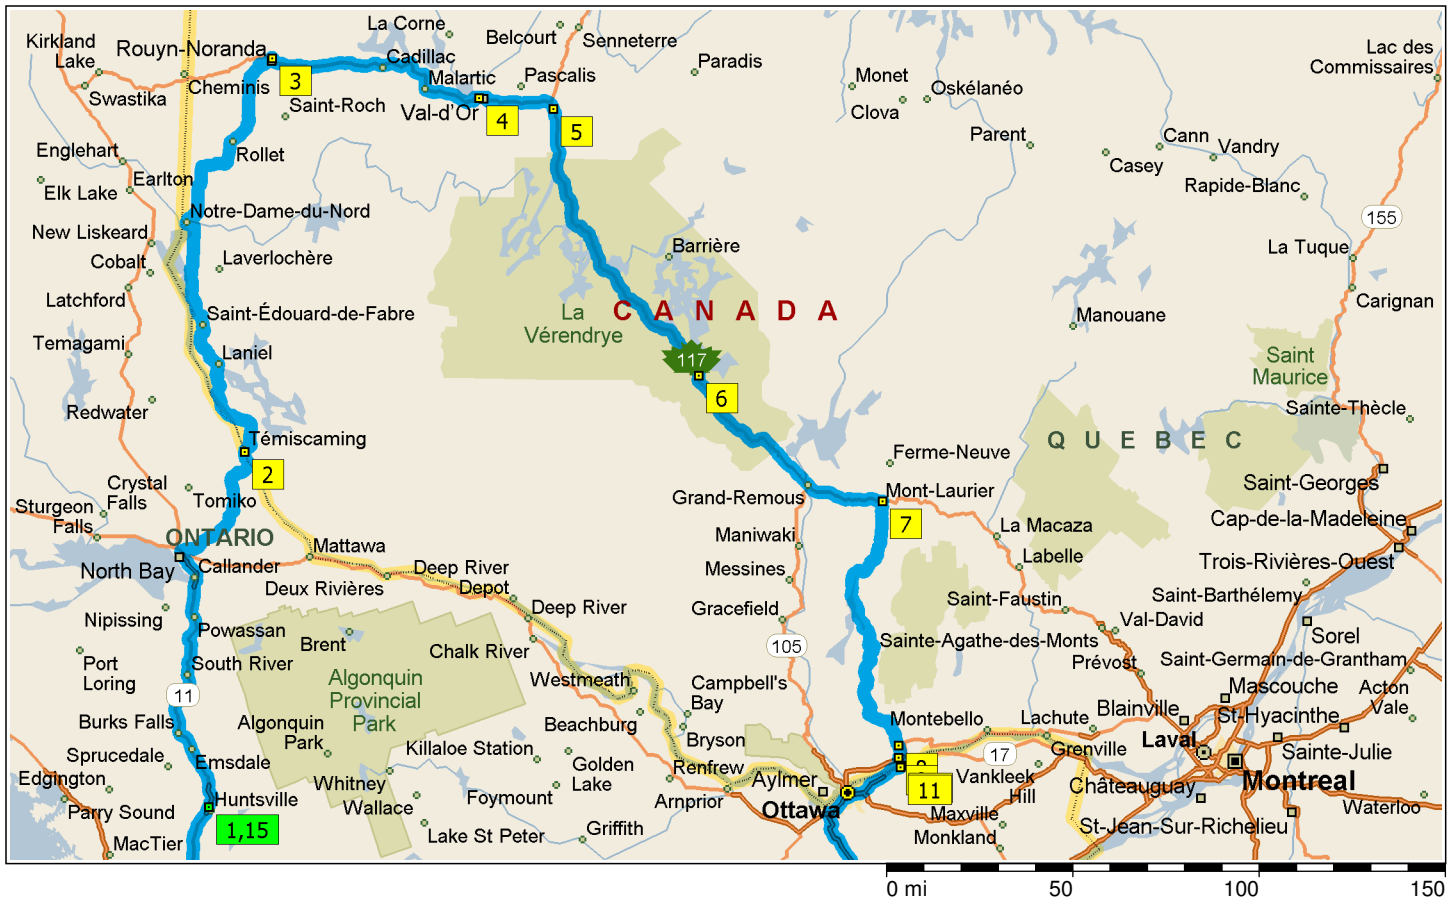 La Corne
Kirkland
Lake
Rouyn-Noranda
Belcourt
Senneterre
Lac des
Commissaires
Cadillac
Paradis
Swastika
Cheminis
3
Malartic
Pascalis
Monet
Oskélanéo
Saint-Roch
Val-d'Or
4
5
Clova
Parent
Cann
Vandry
Casey
Englehart
Rollet
Elk Lake
Earlton
Rapide-Blanc
Notre-Dame-du-Nord
155
New Liskeard
Barrière
La Tuque
Cobalt
Laverlochère
Latchford
Carignan
Saint-Édouard-de-Fabre
CANADA
La
Vérendrye
Manouane
Temagami
Laniel
117
Saint
Maurice
6
Redwater
Sainte-Thècle
Témiscaming
QUEBEC
2
Ferme-Neuve
Crystal
Falls
Tomiko
Grand-Remous
Mont-Laurier
Saint-Georges
Sturgeon
Falls
7
La Macaza
Cap-de-la-Madeleine
ONTARIO
Mattawa
Maniwaki
Labelle
Trois-Rivières-Ouest
North Bay
Callander
Deux Rivières
Deep River
Depot
Messines
Saint-Barthélemy
Nipissing
Powassan
Deep River
Gracefield
Saint-Faustin
Val-David
Sorel
Brent
Chalk River
105
Sainte-Agathe-des-Monts
Port
Loring
South River
Prévost
Saint-Germain-de-Grantham
Algonquin
Provincial
Park
Westmeath
Campbell's
Bay
Mascouche
Acton
Vale
11
Burks Falls
Algonquin
Park
Beachburg
Montebello
Lachute
Blainville
St-Hyacinthe
Sprucedale
Emsdale
Killaloe Station
Bryson
17
Grenville
Laval
Sainte-Julie
Edgington
Whitney
Golden
Lake
Renfrew
Aylmer
Vankleek
Hill
Châteauguay
Montreal
Parry Sound
Huntsville
Wallace
Foymount
Arnprior
Ottawa
11
Maxville
Waterloo
1,15
MacTier
Lake St Peter
Griffith
Monkland
St-Jean-Sur-Richelieu
0 mi
50
100
150